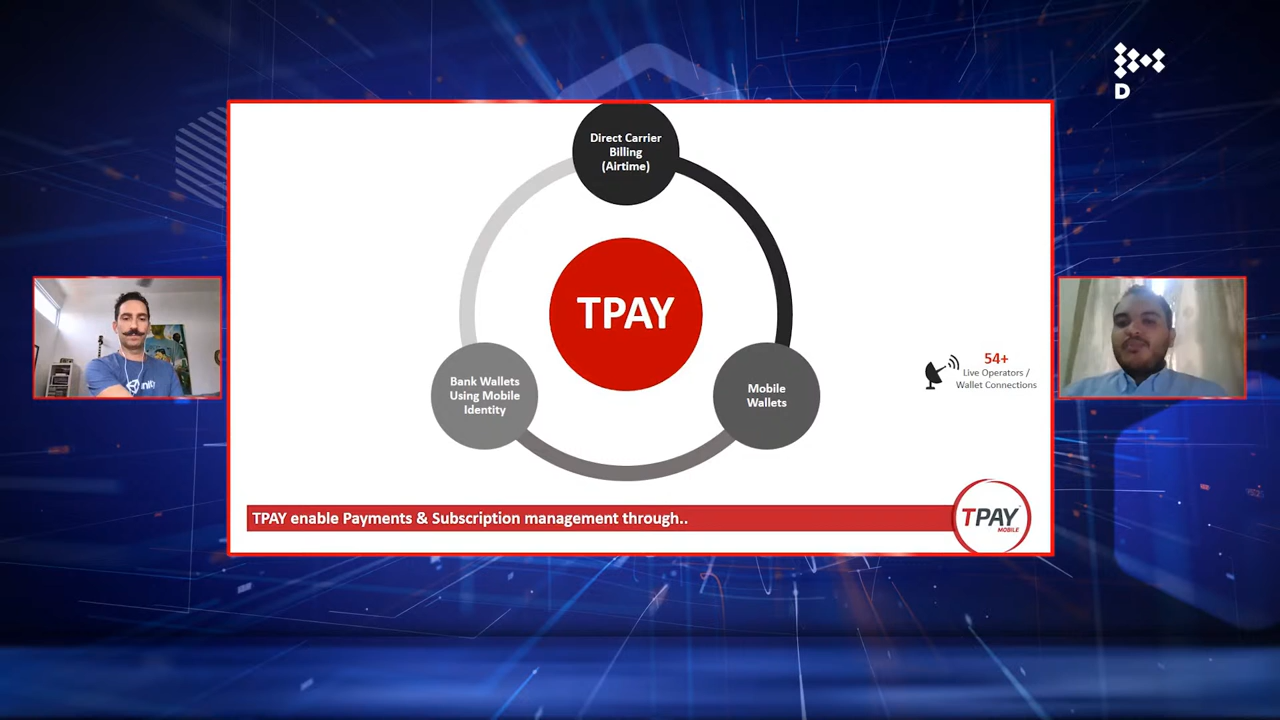 D
Direct Carrier
Billing
(Airtime)
TPAY
Bank Wallets
Using Mobile
Identity
Mobile
Wallets
54+
Live Operators /
Wallet Connections
TPAY enable Payments & Subscription management through..
TPAY
MOBILE